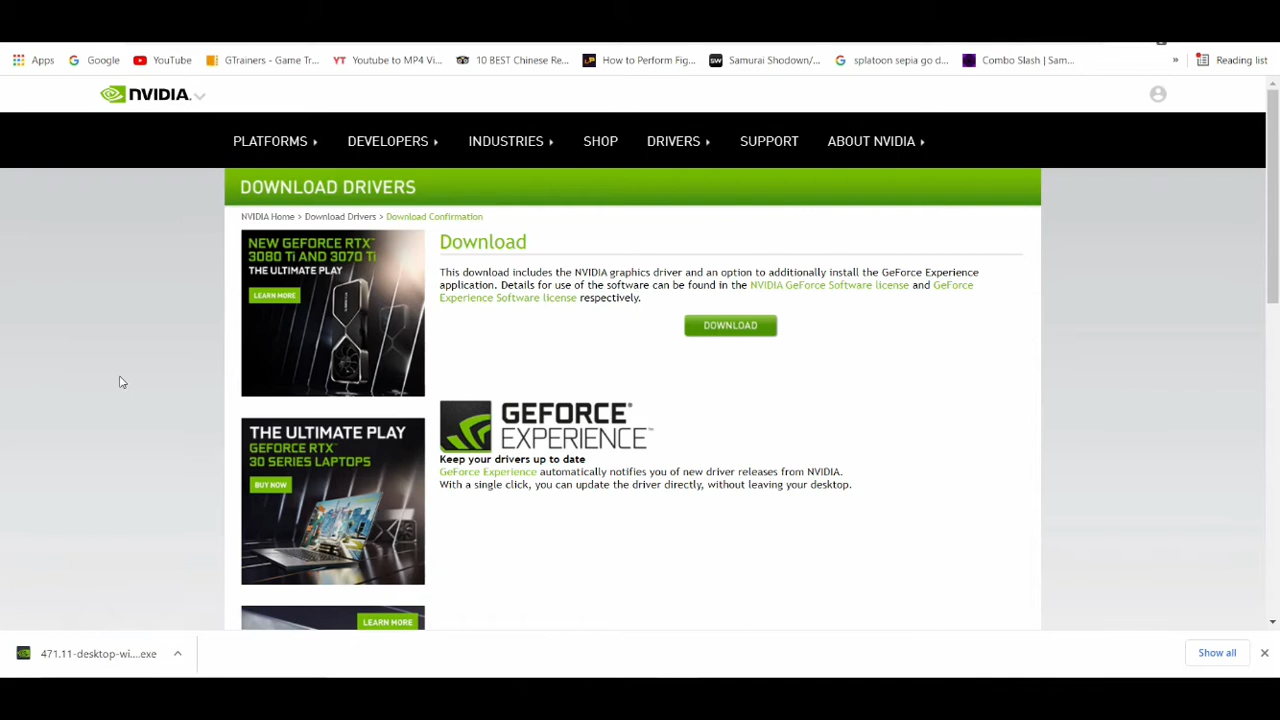 Apps Google YouTube GTrainers - Game Tr... Youtube to MP4 Vi... 10 BEST Chinese Re... How to Perform Fig... Samurai Shodown/... splatoon sepia go d... Combo Slash | Sam... » Reading list
NVIDIA.
PLATFORMS DEVELOPERS INDUSTRIES SHOP DRIVERS SUPPORT ABOUT NVIDIA
DOWNLOAD DRIVERS
NVIDIA Home > Download Drivers > Download Confirmation
NEW GEFORCE RTX™
3080 Ti AND 3070 Ti
THE ULTIMATE PLAY
LEARN MORE
Download
This download includes the NVIDIA graphics driver and an option to additionally install the GeForce Experience
application. Details for use of the software can be found in the NVIDIA GeForce Software license and GeForce
Experience Software license respectively.
DOWNLOAD
THE ULTIMATE PLAY
GEFORCE RTX™
30 SERIES LAPTOPS
BUY NOW
GEFORCE®
EXPERIENCE™
Keep your drivers up to date
GeForce Experience automatically notifies you of new driver releases from NVIDIA.
With a single click, you can update the driver directly, without leaving your desktop.
LEARN MORE
471.11-desktop-wi....exe
Show all